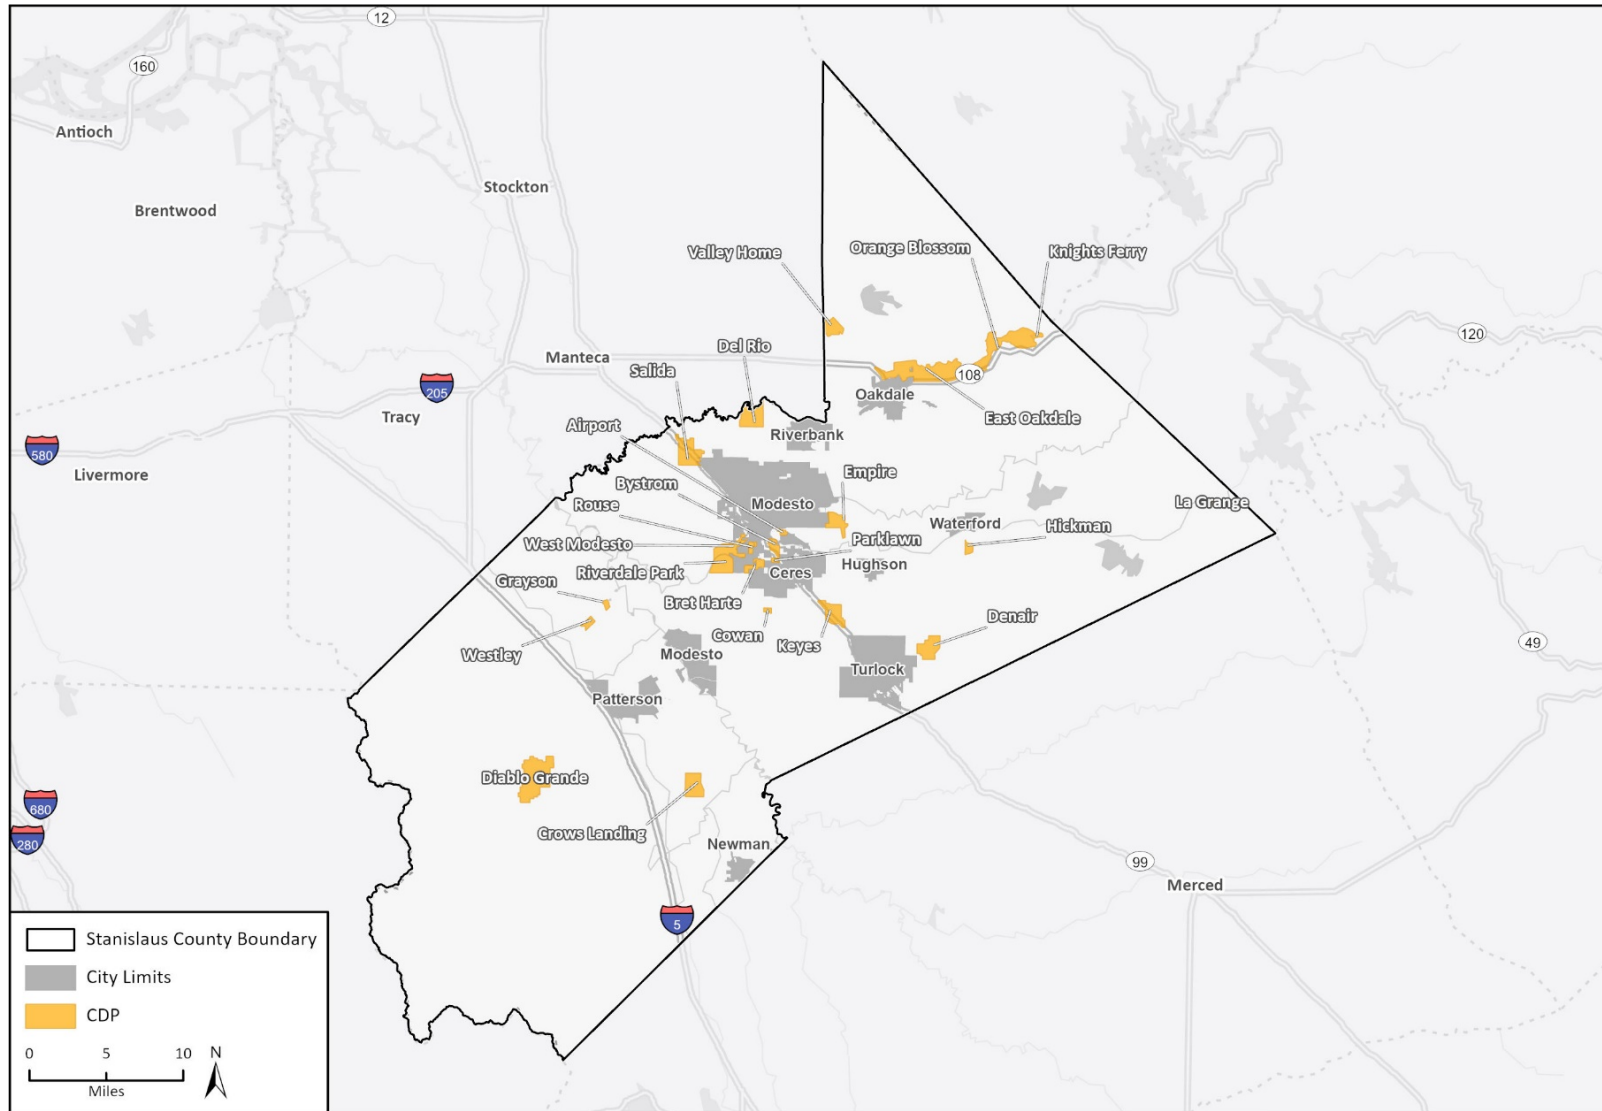 12
160
Antioch
Stockton
Brentwood
Valley Home
Orange Blossom
Knights Ferry
120
Del Rio
Manteca
Salida
108
205
Oakdale
Tracy
East Oakdale
Airport
Riverbank
580
Livermore
Bystrom
Empire
Rouse
Modesto
La Grange
Waterford
Hickman
West Modesto
Parklawn
Riverdale Park
Ceres
Hughson
Grayson
Bret Harte
Denair
Cowan
Keyes
49
Westley
Modesto
Turlock
Patterson
Diablo Grande
680
280
Crows Landing
Newman
99
Merced
5
Stanislaus County Boundary
City Limits
CDP
0 5 10
Miles
N